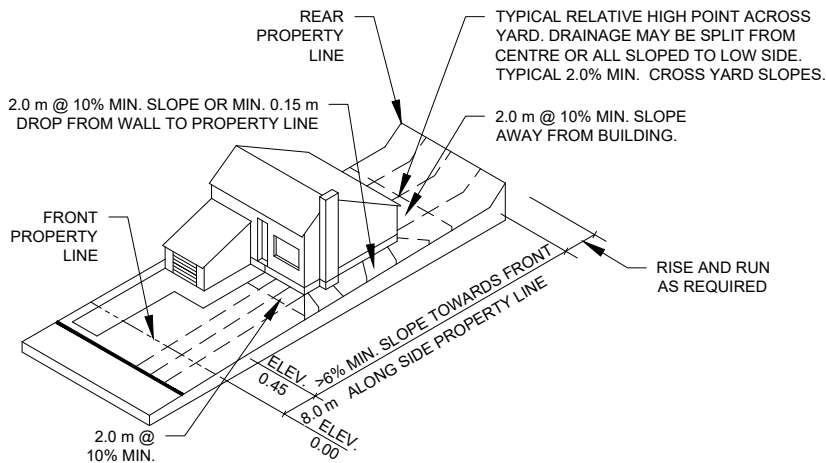 REAR
PROPERTY
LINE
TYPICAL RELATIVE HIGH POINT ACROSS
YARD. DRAINAGE MAY BE SPLIT FROM
CENTRE OR ALL SLOPED TO LOW SIDE.
TYPICAL 2.0% MIN. CROSS YARD SLOPES.
2.0 m @ 10% MIN. SLOPE OR MIN. 0.15 m
DROP FROM WALL TO PROPERTY LINE
2.0 m @ 10% MIN. SLOPE
AWAY FROM BUILDING.
FRONT
PROPERTY
LINE
RISE AND RUN
AS REQUIRED
>6% MIN. SLOPE TOWARDS FRONT
ALONG SIDE PROPERTY LINE
ELEV.
0.45
8.0 m
ELEV.
0.00
2.0 m @
10% MIN.